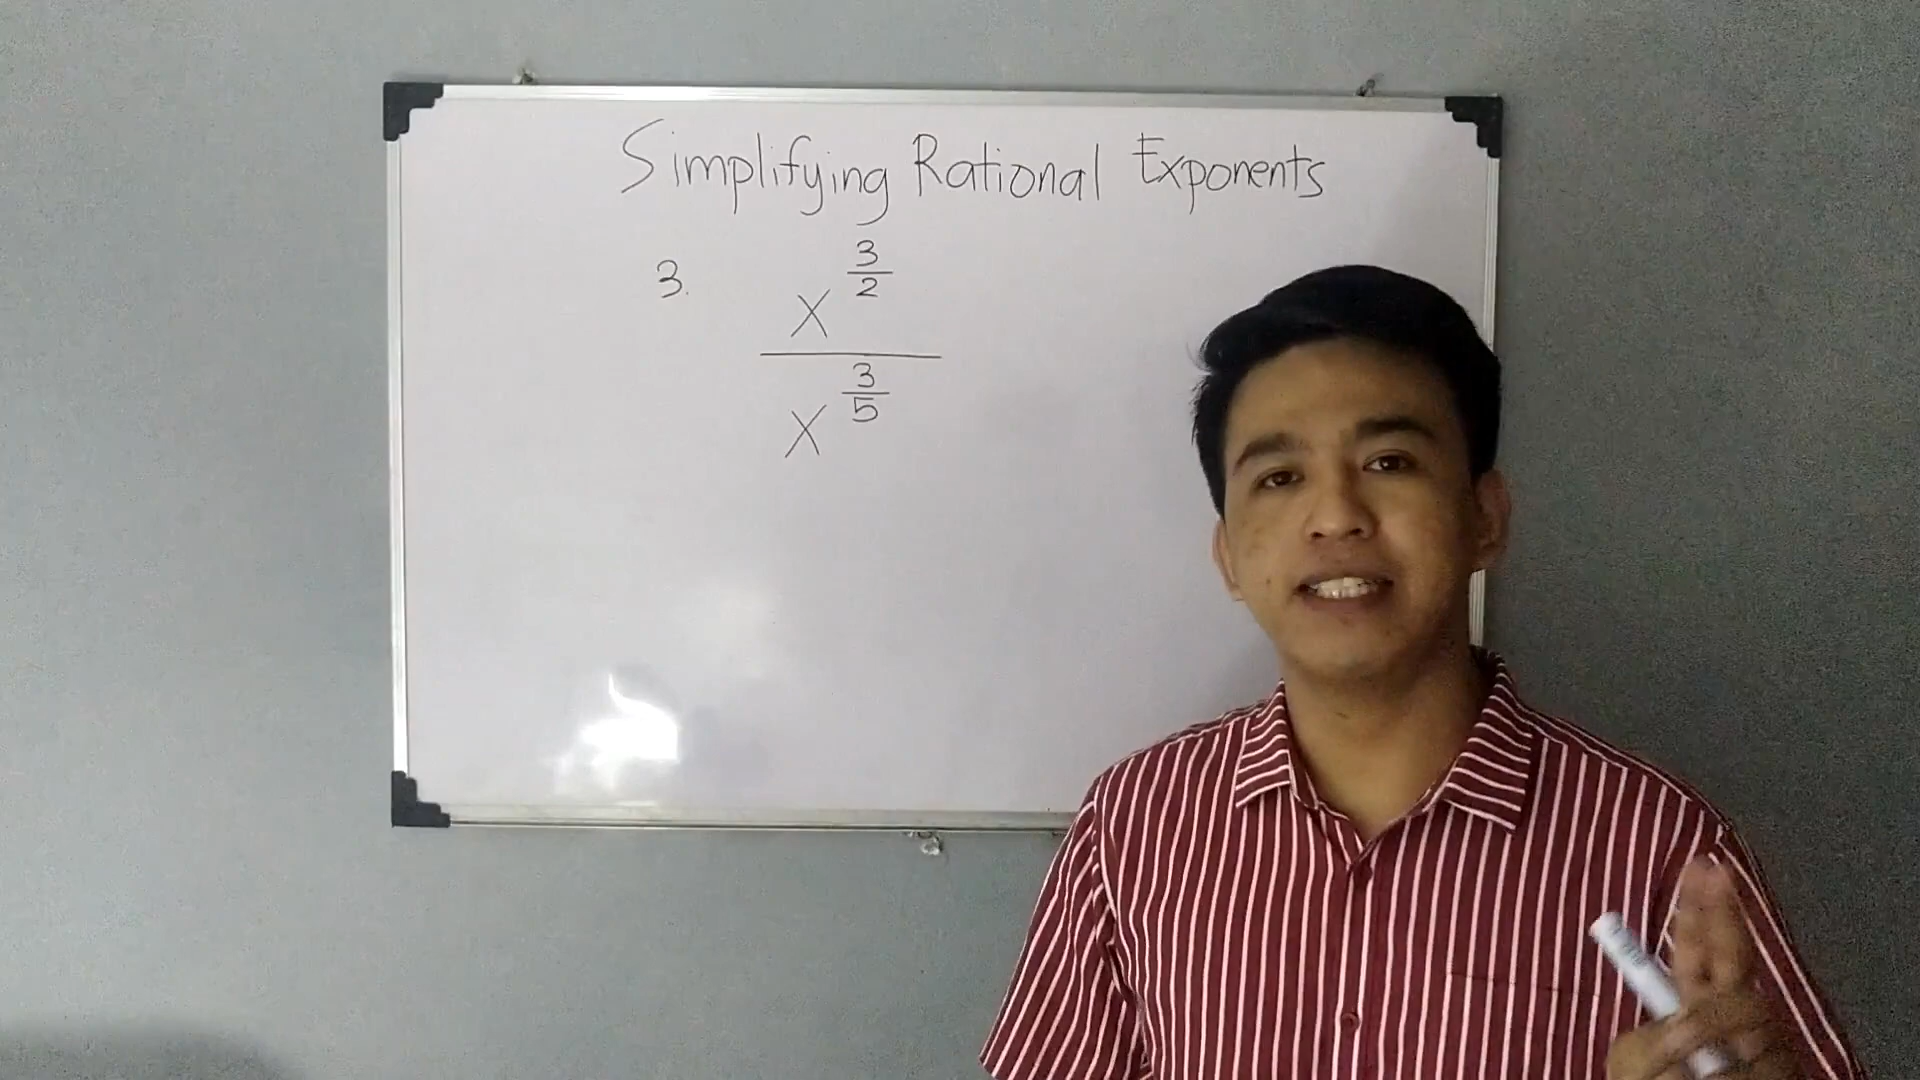 Simplifying Rational Exponents
3. x^(3/2)
x^(3/5)